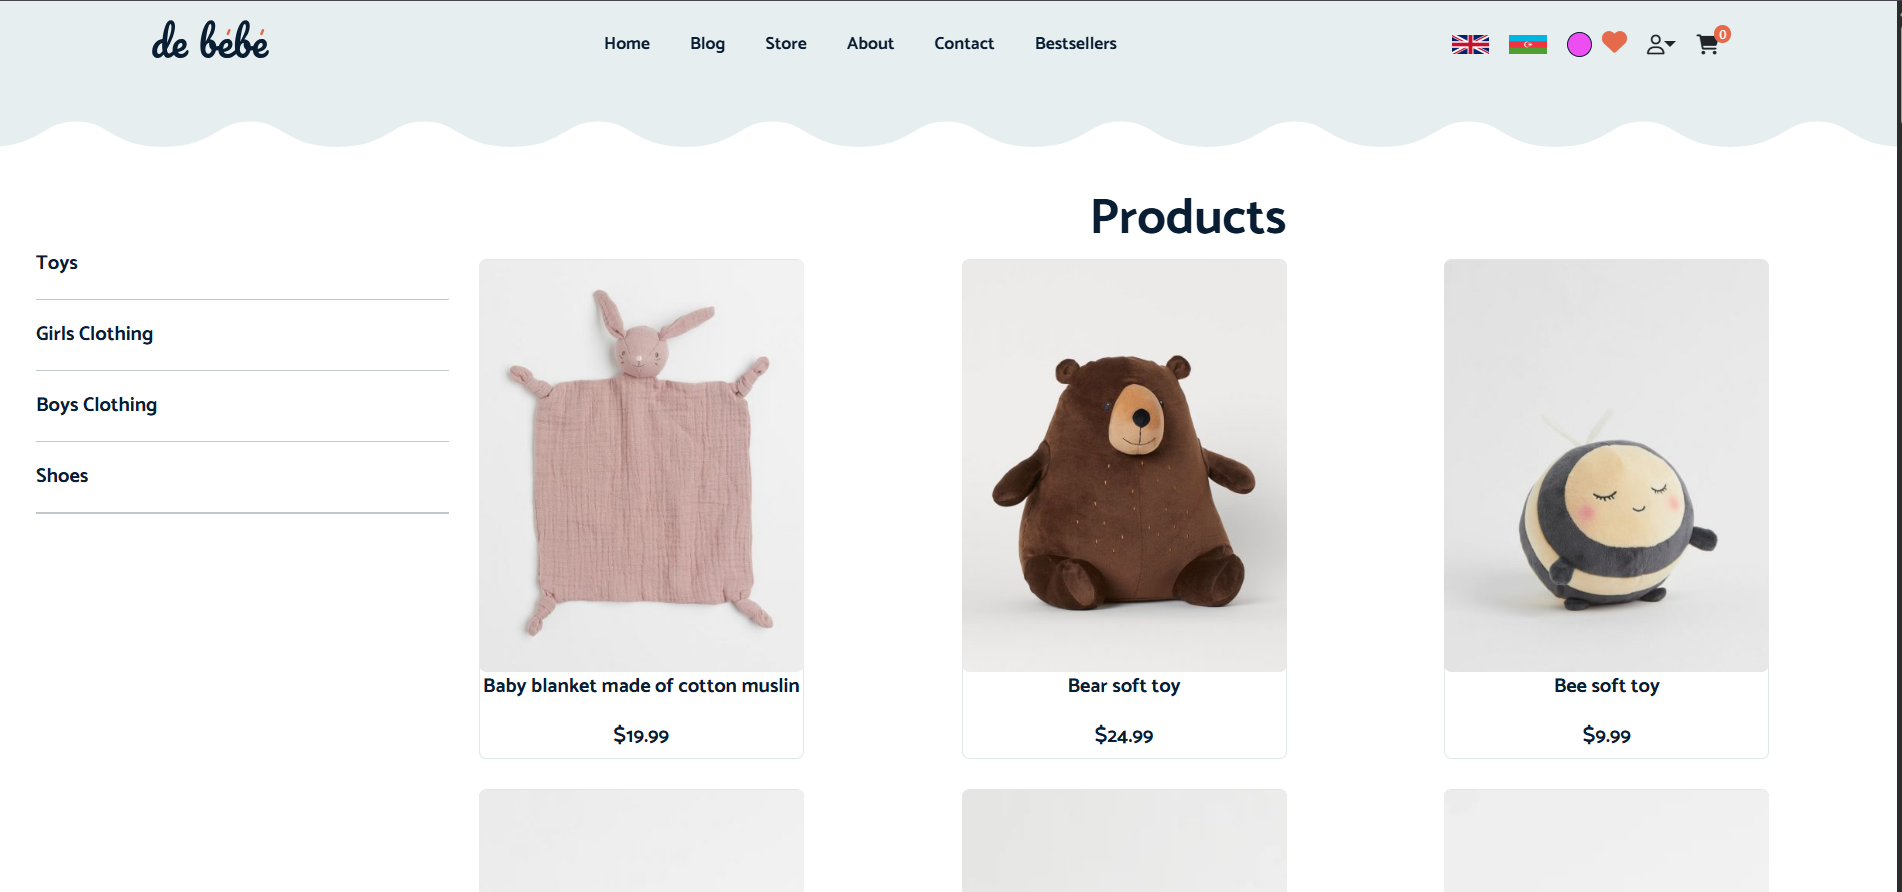 de bébé
Home Blog Store About Contact Bestsellers
0
Products
Toys
Girls Clothing
Boys Clothing
Shoes
Baby blanket made of cotton muslin
$19.99
Bear soft toy
$24.99
Bee soft toy
$9.99